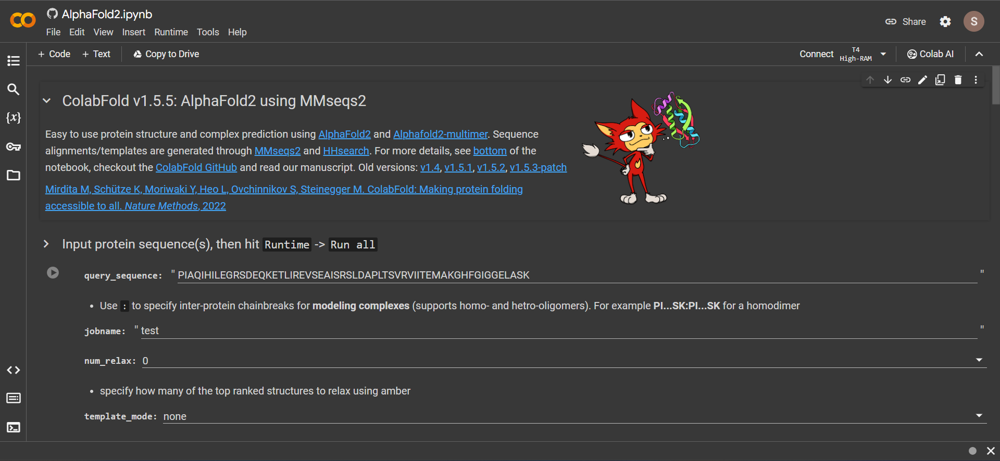 AlphaFold2.ipynb
File Edit View Insert Runtime Tools Help
Share
S
+ Code + Text Copy to Drive
Connect T4 High-RAM
Colab AI
{x}
ColabFold v1.5.5: AlphaFold2 using MMseqs2
Easy to use protein structure and complex prediction using AlphaFold2 and Alphafold2-multimer. Sequence
alignments/templates are generated through MMseqs2 and HHsearch. For more details, see bottom of the
notebook, checkout the ColabFold GitHub and read our manuscript. Old versions: v1.4, v1.5.1, v1.5.2, v1.5.3-patch
Mirdita M, Schütze K, Moriwaki Y, Heo L, Ovchinnikov S, Steinegger M. ColabFold: Making protein folding
accessible to all. Nature Methods, 2022
Input protein sequence(s), then hit Runtime -> Run all
query_sequence: " PIAQIHILEGRSDEQKETLIREVSEAISRSLDAPLTSVRVIITEMAKGHFGIGGELASK "
• Use : to specify inter-protein chainbreaks for modeling complexes (supports homo- and hetro-oligomers). For example PI...SK:PI...SK for a homodimer
jobname: " test "
num_relax: 0
• specify how many of the top ranked structures to relax using amber
template_mode: none